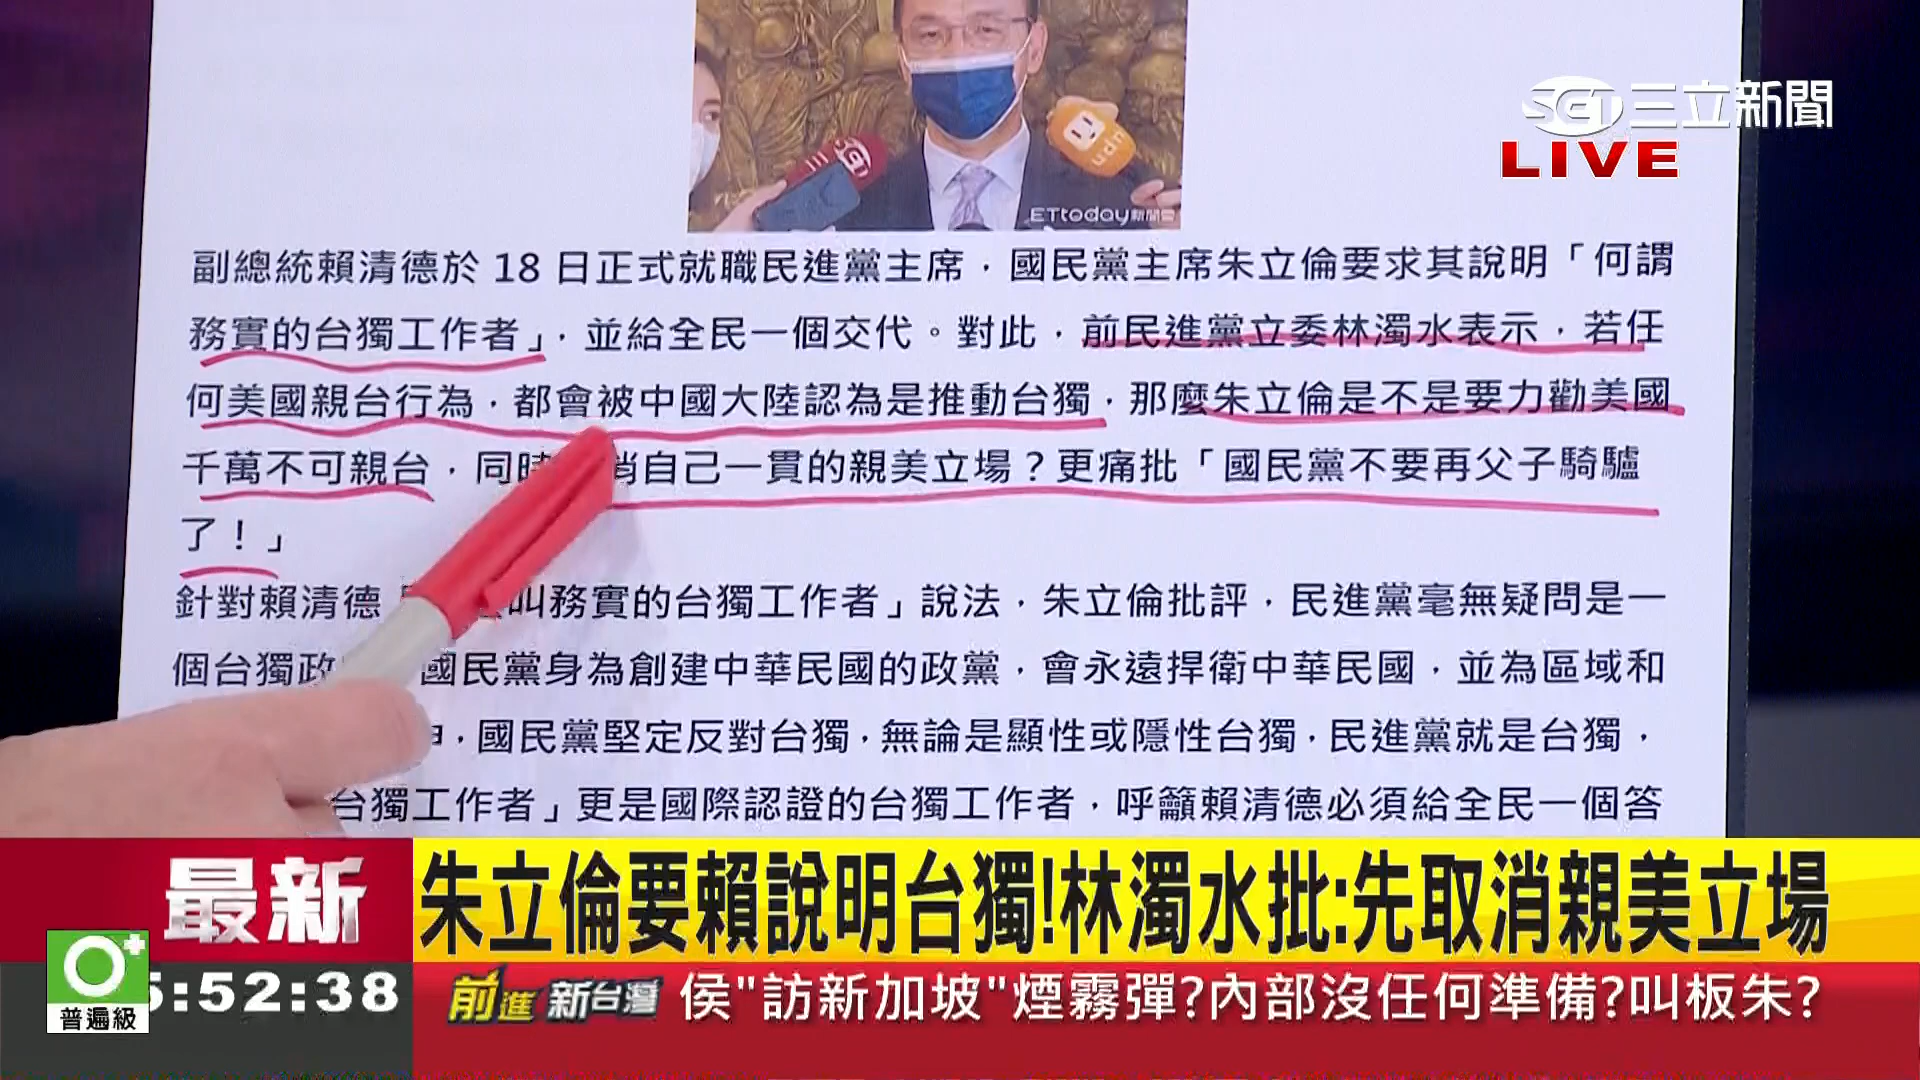 SET三立新聞
LIVE
SET
udn
ETtoday新聞雲
副總統賴清德於 18 日正式就職民進黨主席，國民黨主席朱立倫要求其說明「何謂
務實的台獨工作者」，並給全民一個交代。對此，前民進黨立委林濁水表示，若任
何美國親台行為，都會被中國大陸認為是推動台獨，那麼朱立倫是不是要力勸美國
千萬不可親台，同時 自己一貫的親美立場？更痛批「國民黨不要再父子騎驢
了！」
針對賴清德 叫務實的台獨工作者」說法，朱立倫批評，民進黨毫無疑問是一
個台獨政 國民黨身為創建中華民國的政黨，會永遠捍衛中華民國，並為區域和
，國民黨堅定反對台獨，無論是顯性或隱性台獨，民進黨就是台獨，
台獨工作者」更是國際認證的台獨工作者，呼籲賴清德必須給全民一個答
最新
朱立倫要賴說明台獨!林濁水批:先取消親美立場
普遍級
5:52:38
前進新台灣
侯"訪新加坡"煙霧彈?內部沒任何準備?叫板朱?